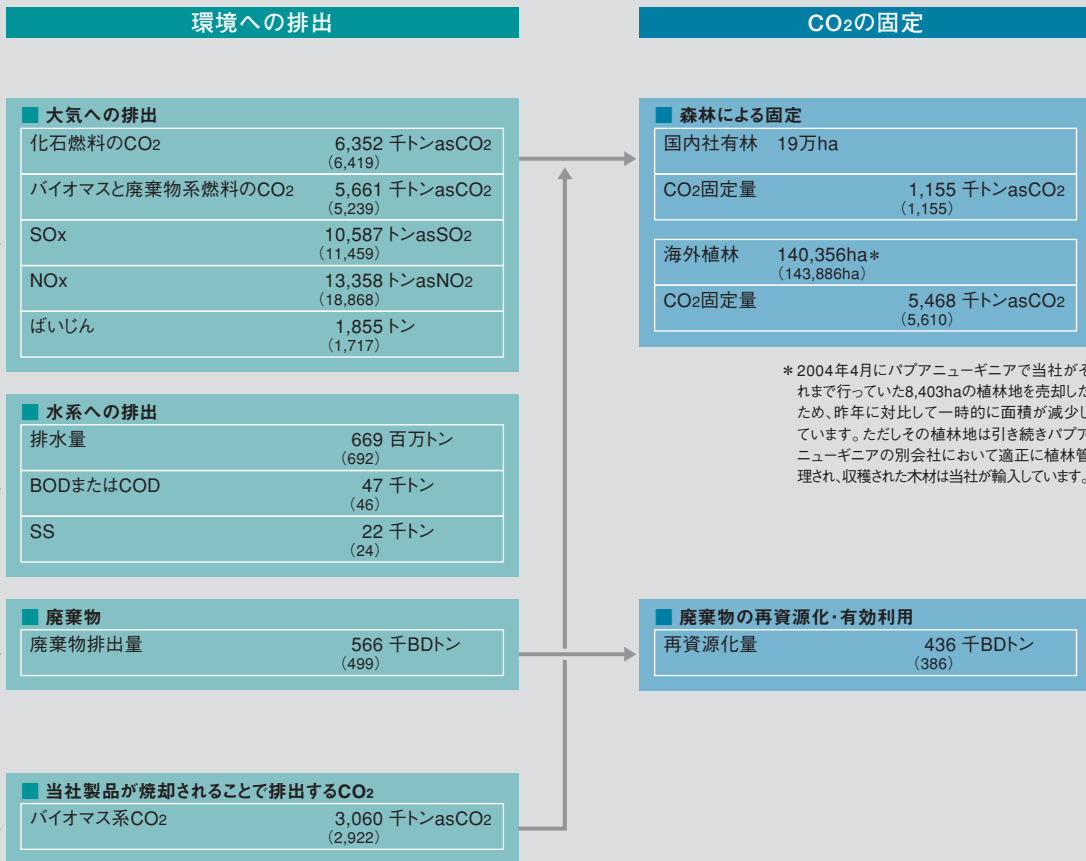 環境への排出
■ 大気への排出
化石燃料のCO2 6,352 千トンasCO2
(6,419)
バイオマスと廃棄物系燃料のCO2 5,661 千トンasCO2
(5,239)
SOx 10,587 トンasSO2
(11,459)
NOx 13,358 トンasNO2
(18,868)
ばいじん 1,855 トン
(1,717)
■ 水系への排出
排水量 669 百万トン
(692)
BODまたはCOD 47 千トン
(46)
SS 22 千トン
(24)
■ 廃棄物
廃棄物排出量 566 千BDトン
(499)
■ 当社製品が焼却されることで排出するCO2
バイオマス系CO2 3,060 千トンasCO2
(2,922)
CO2の固定
■ 森林による固定
国内社有林 19万ha
CO2固定量 1,155 千トンasCO2
(1,155)
海外植林 140,356ha*
(143,886ha)
CO2固定量 5,468 千トンasCO2
(5,610)
* 2004年4月にパプアニューギニアで当社がそ
れまで行っていた8,403haの植林地を売却した
ため、昨年に対比して一時的に面積が減少し
ています。ただしその植林地は引き続きパプア
ニューギニアの別会社において適正に植林管
理され、収穫された木材は当社が輸入しています。
■ 廃棄物の再資源化・有効利用
再資源化量 436 千BDトン
(386)